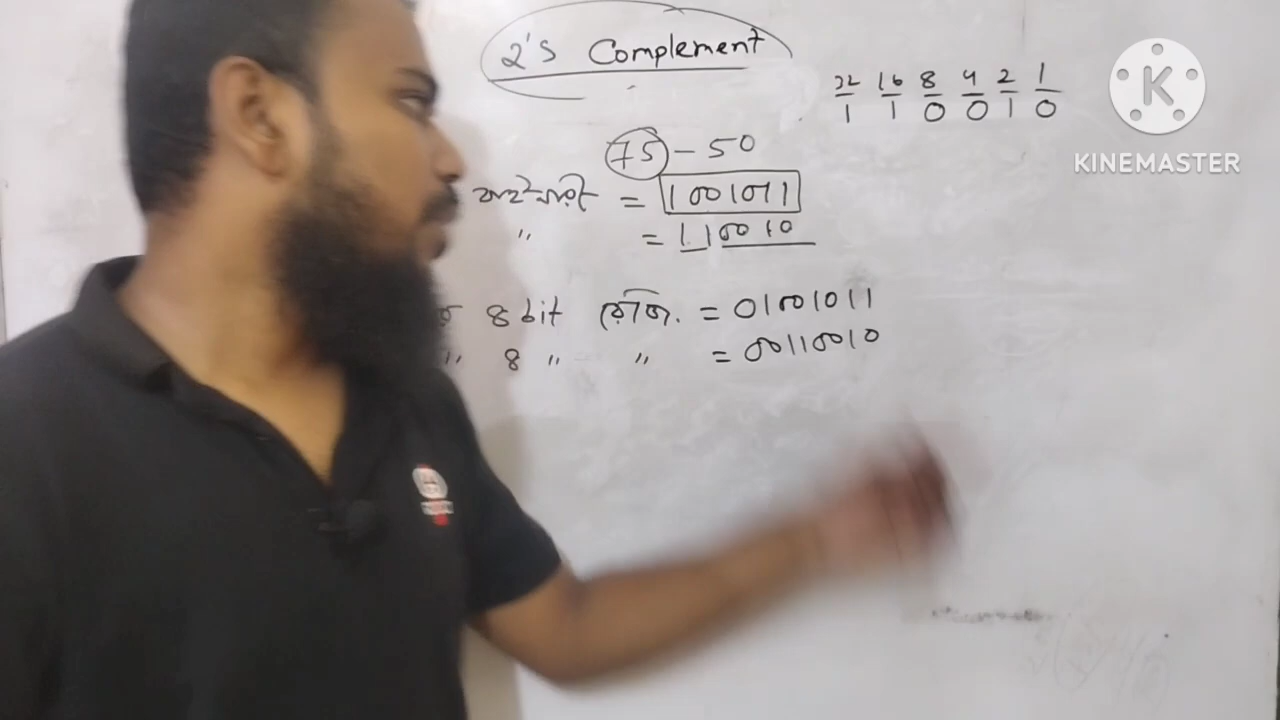 2's Complement
32 16 8 4 2 1
1 1 0 0 1 0
75 - 50
বাইনারী = 1001011
" = 110010
8 bit রেজি. = 01001011
" 8 " " = 00110010
K
KINEMASTER